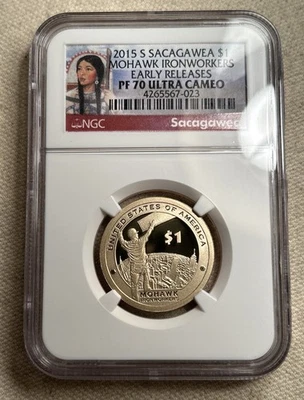 2015 S SACAGAWEA $1
MOHAWK IRONWORKERS
EARLY RELEASES
PF 70 ULTRA CAMEO
4265567-023
NGC
Sacagawea
UNITED STATES OF AMERICA
$1
MOHAWK
IRONWORKERS